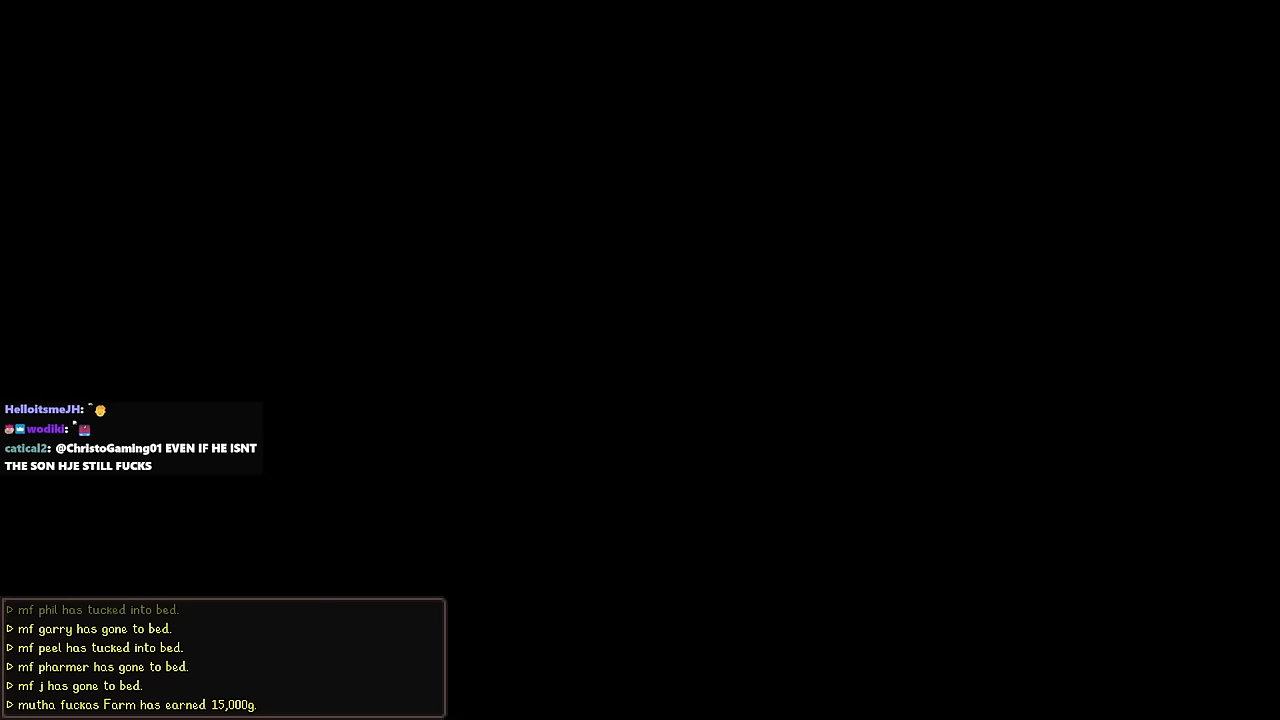 HelloitsmeJH:
wodiki:
catical2: @ChristoGaming01 EVEN IF HE ISNT
THE SON HJE STILL FUCKS
mf phil has tucked into bed.
mf garry has gone to bed.
mf peel has tucked into bed.
mf pharmer has gone to bed.
mf j has gone to bed.
mutha fuckas Farm has earned 15,000g.